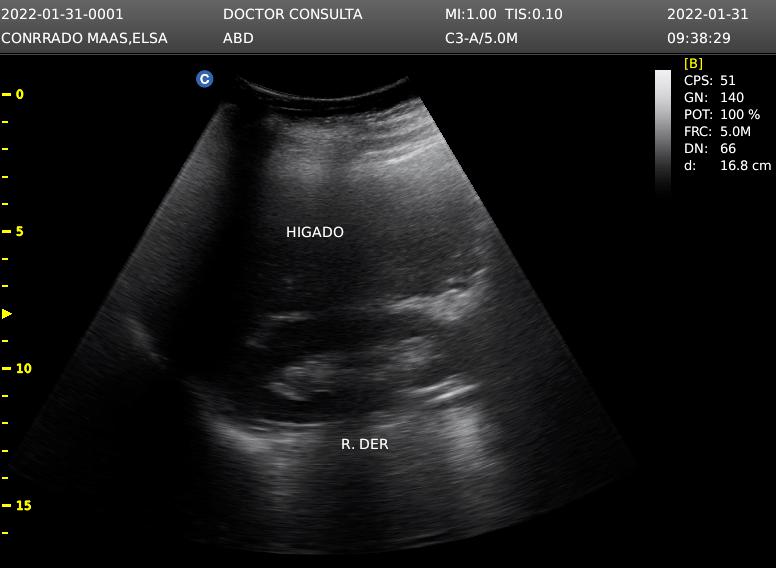 2022-01-31-0001 DOCTOR CONSULTA MI:1.00 TIS:0.10 2022-01-31
CONRRADO MAAS,ELSA ABD C3-A/5.0M 09:38:29
C
[B]
CPS: 51
GN: 140
POT: 100 %
FRC: 5.0M
DN: 66
d: 16.8 cm
0
5
10
15
HIGADO
R. DER